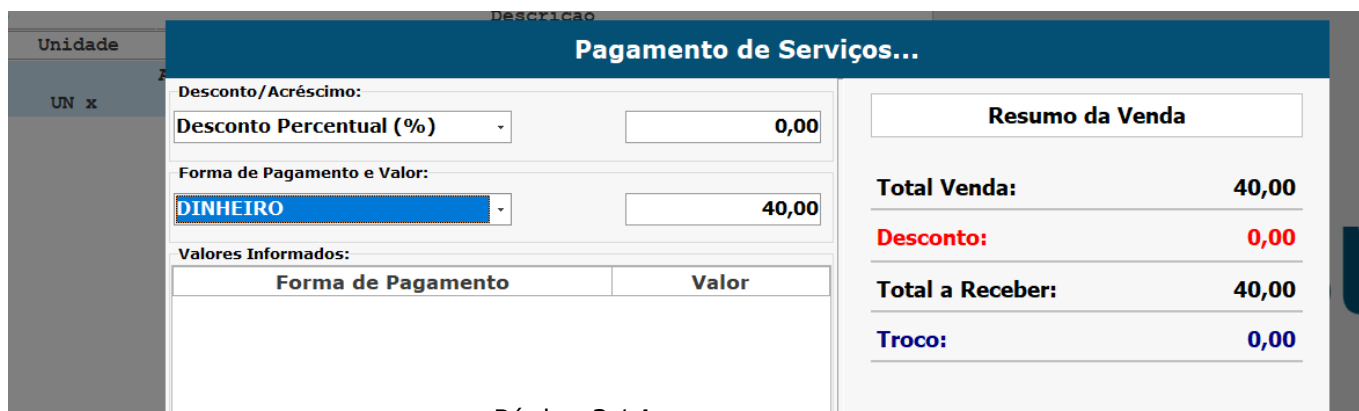 Descricao
Unidade
Pagamento de Serviços...
UN x
Desconto/Acréscimo:
Desconto Percentual (%) 0,00
Forma de Pagamento e Valor:
DINHEIRO 40,00
Valores Informados:
Forma de Pagamento Valor
Resumo da Venda
Total Venda: 40,00
Desconto: 0,00
Total a Receber: 40,00
Troco: 0,00